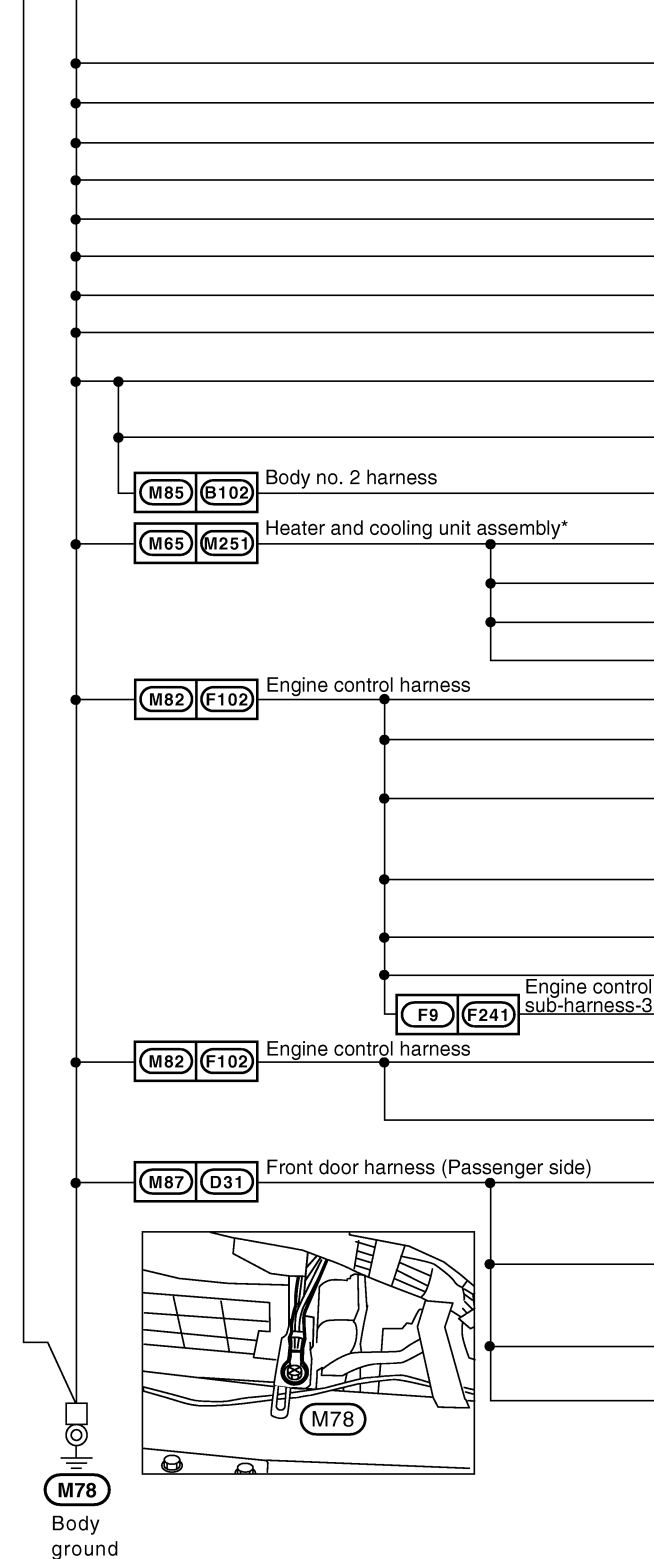 Body no. 2 harness
M85 B102
Heater and cooling unit assembly*
M65 M251
Engine control harness
M82 F102
Engine control
sub-harness-3
F9 F241
Engine control harness
M82 F102
Front door harness (Passenger side)
M87 D31
M78
M78
Body
ground